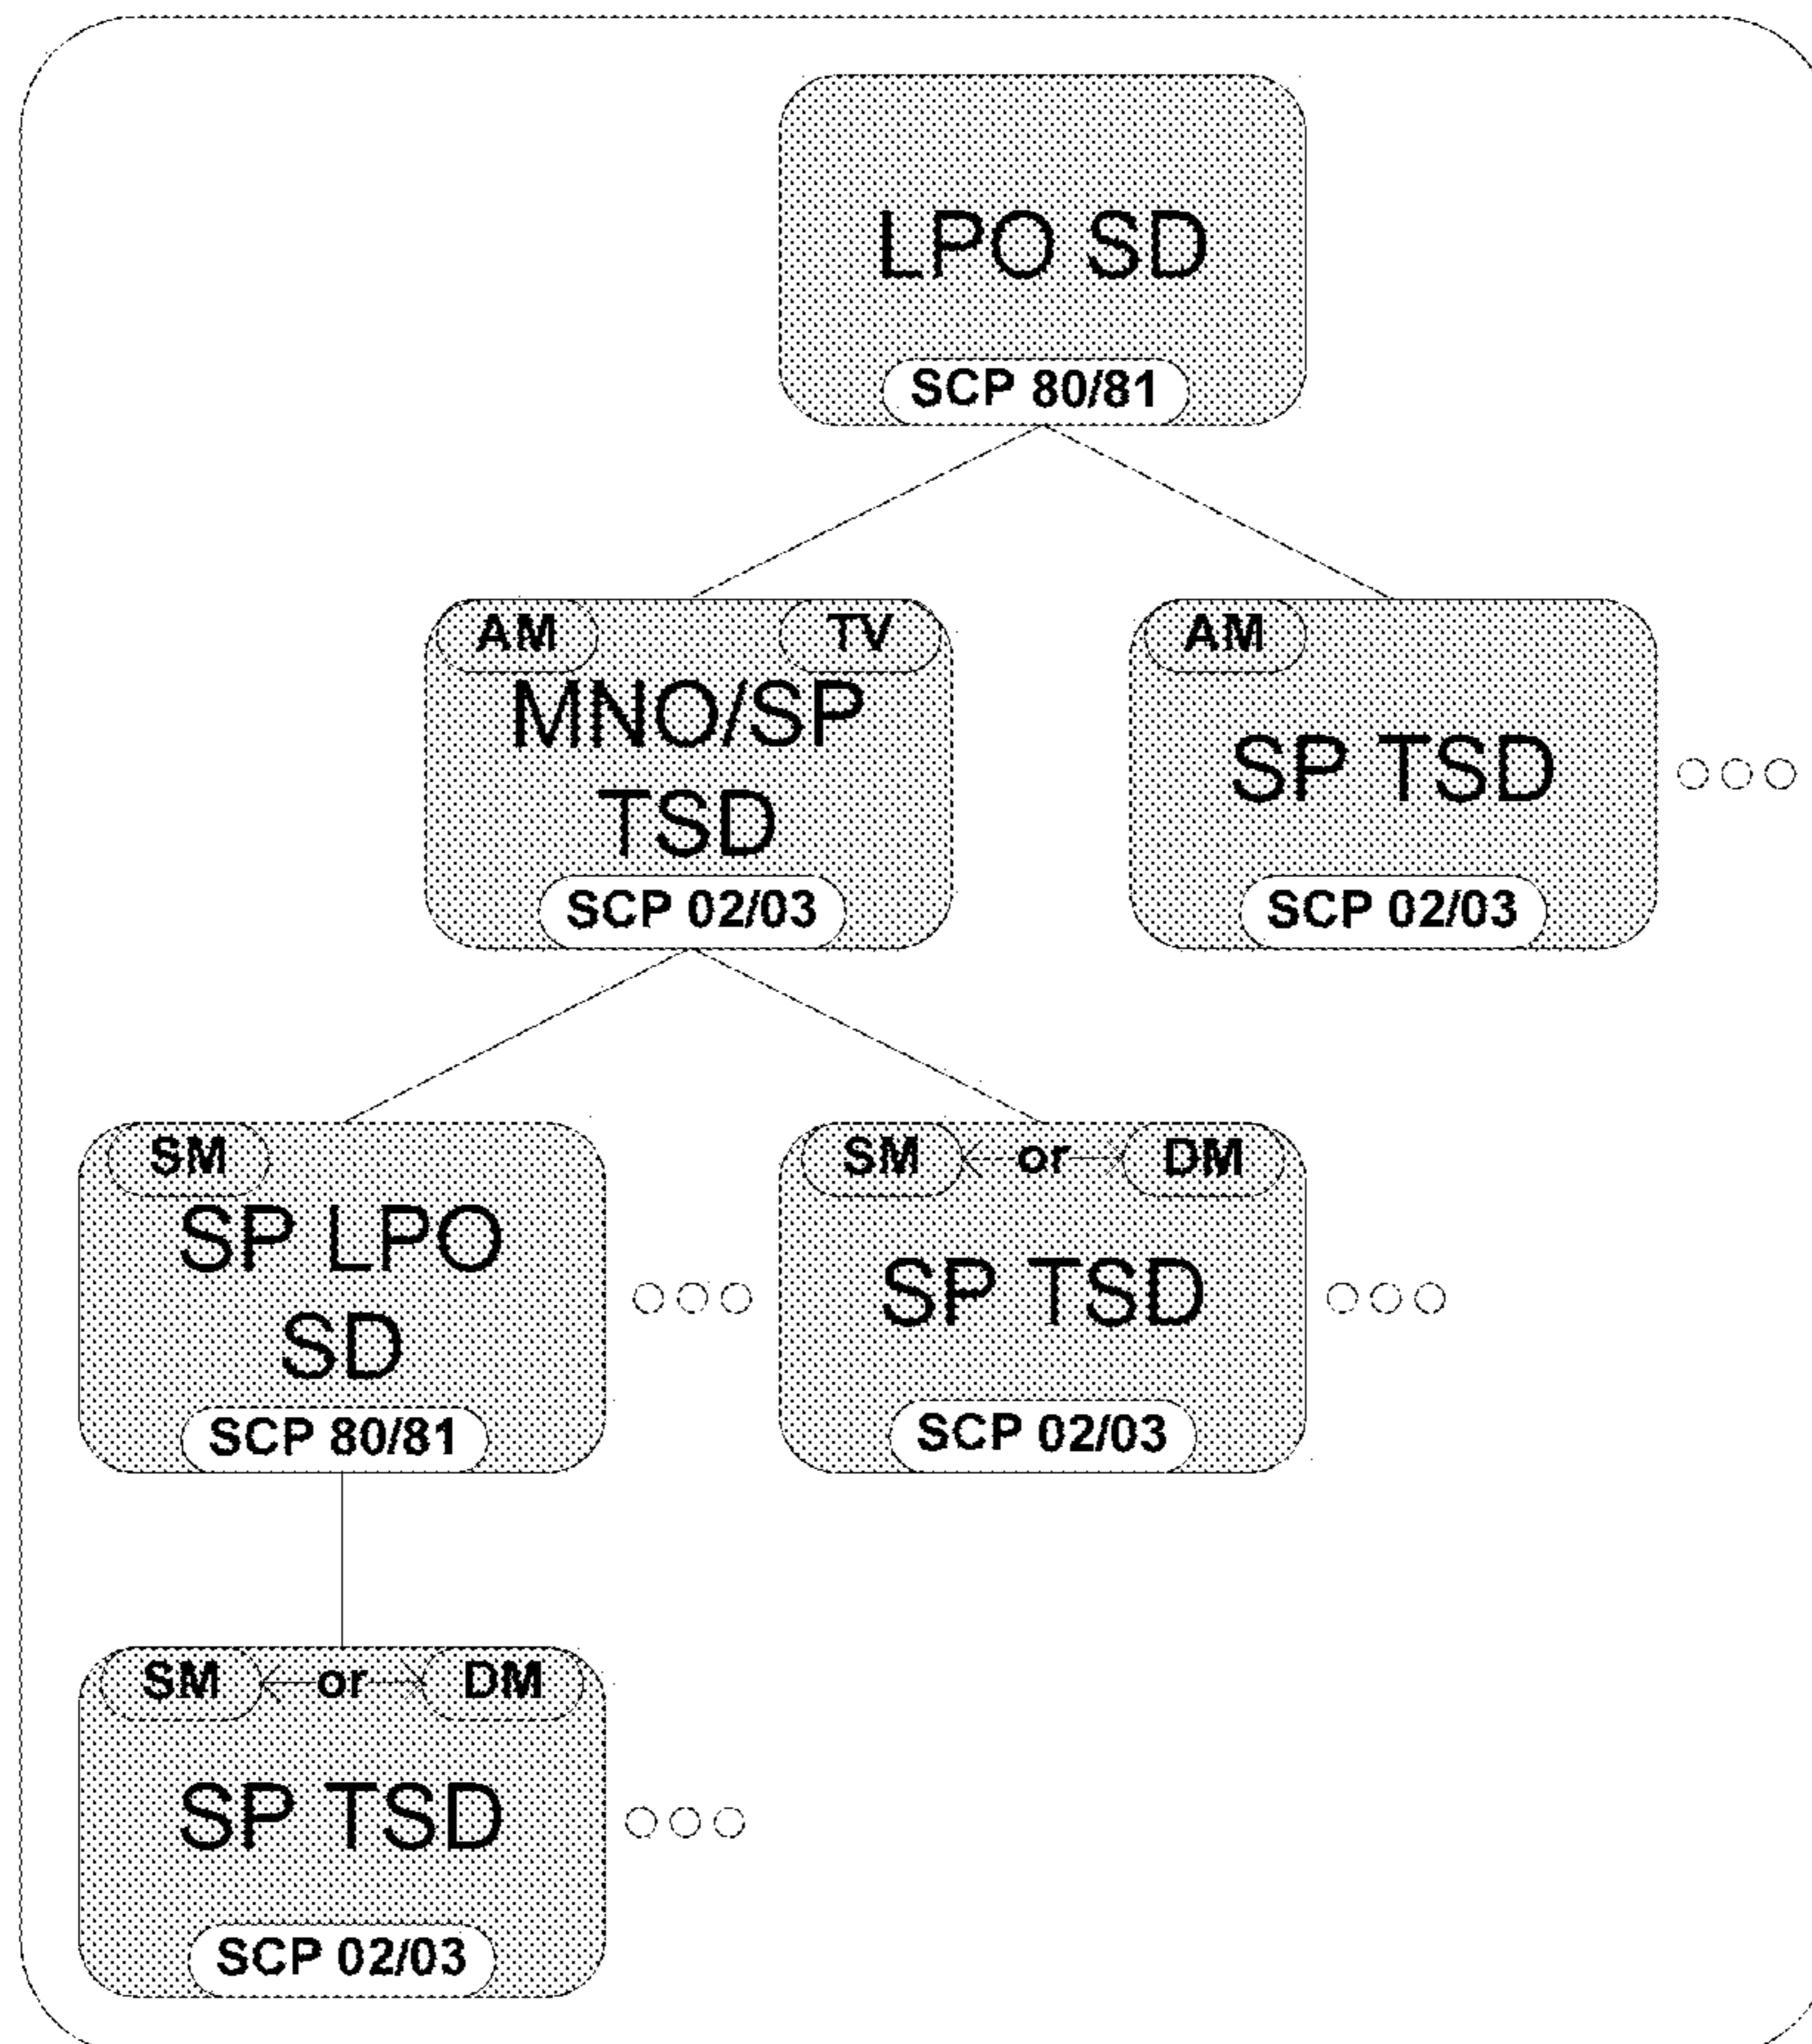 LPO SD
SCP 80/81
AM TV
MNO/SP
TSD
SCP 02/03
AM
SP TSD
SCP 02/03
SM
SP LPO
SD
SCP 80/81
SM or DM
SP TSD
SCP 02/03
SM or DM
SP TSD
SCP 02/03